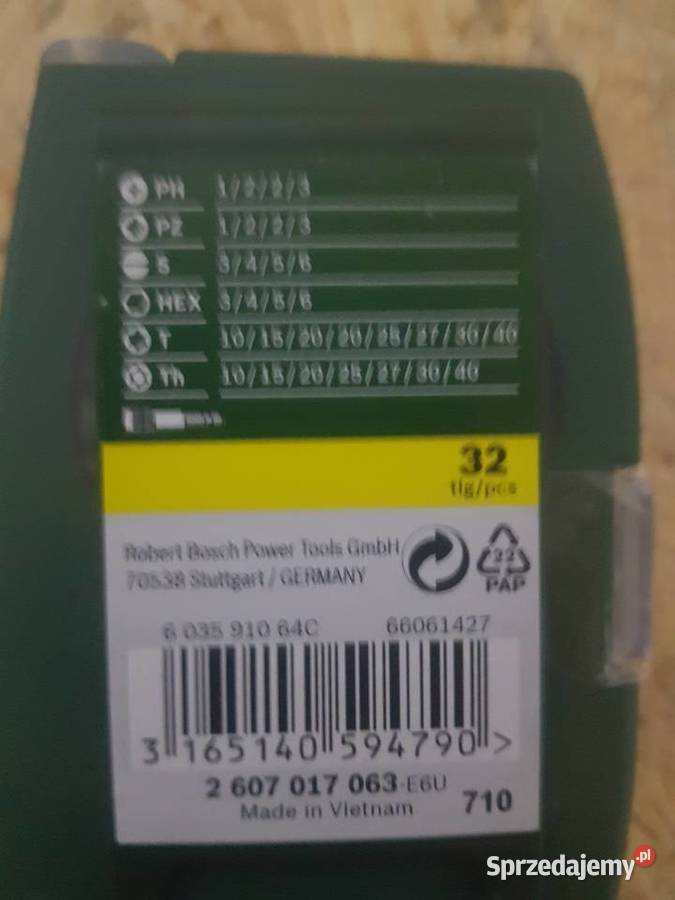 PH 1/2/2/3
PZ 1/2/2/3
S 3/4/5/6
HEX 3/4/5/6
T 10/15/20/20/25/27/30/40
Th 10/15/20/25/27/30/40
32
tlg/pcs
Robert Bosch Power Tools GmbH
70538 Stuttgart / GERMANY
22
PAP
6 035 910 64C 66061427
3 165140 594790 >
2 607 017 063-E6U
Made in Vietnam 710
Sprzedajemy.pl